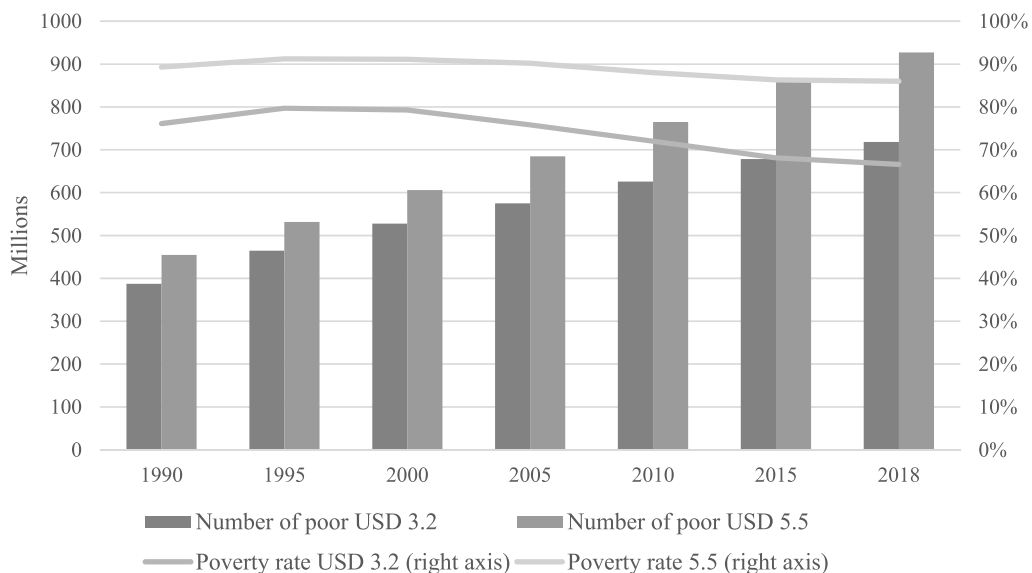 1000 100%
900 90%
800 80%
700 70%
600 60%
500 50%
400 40%
300 30%
200 20%
100 10%
0 0%
Millions
1990 1995 2000 2005 2010 2015 2018
Number of poor USD 3.2 Number of poor USD 5.5
Poverty rate USD 3.2 (right axis) Poverty rate 5.5 (right axis)